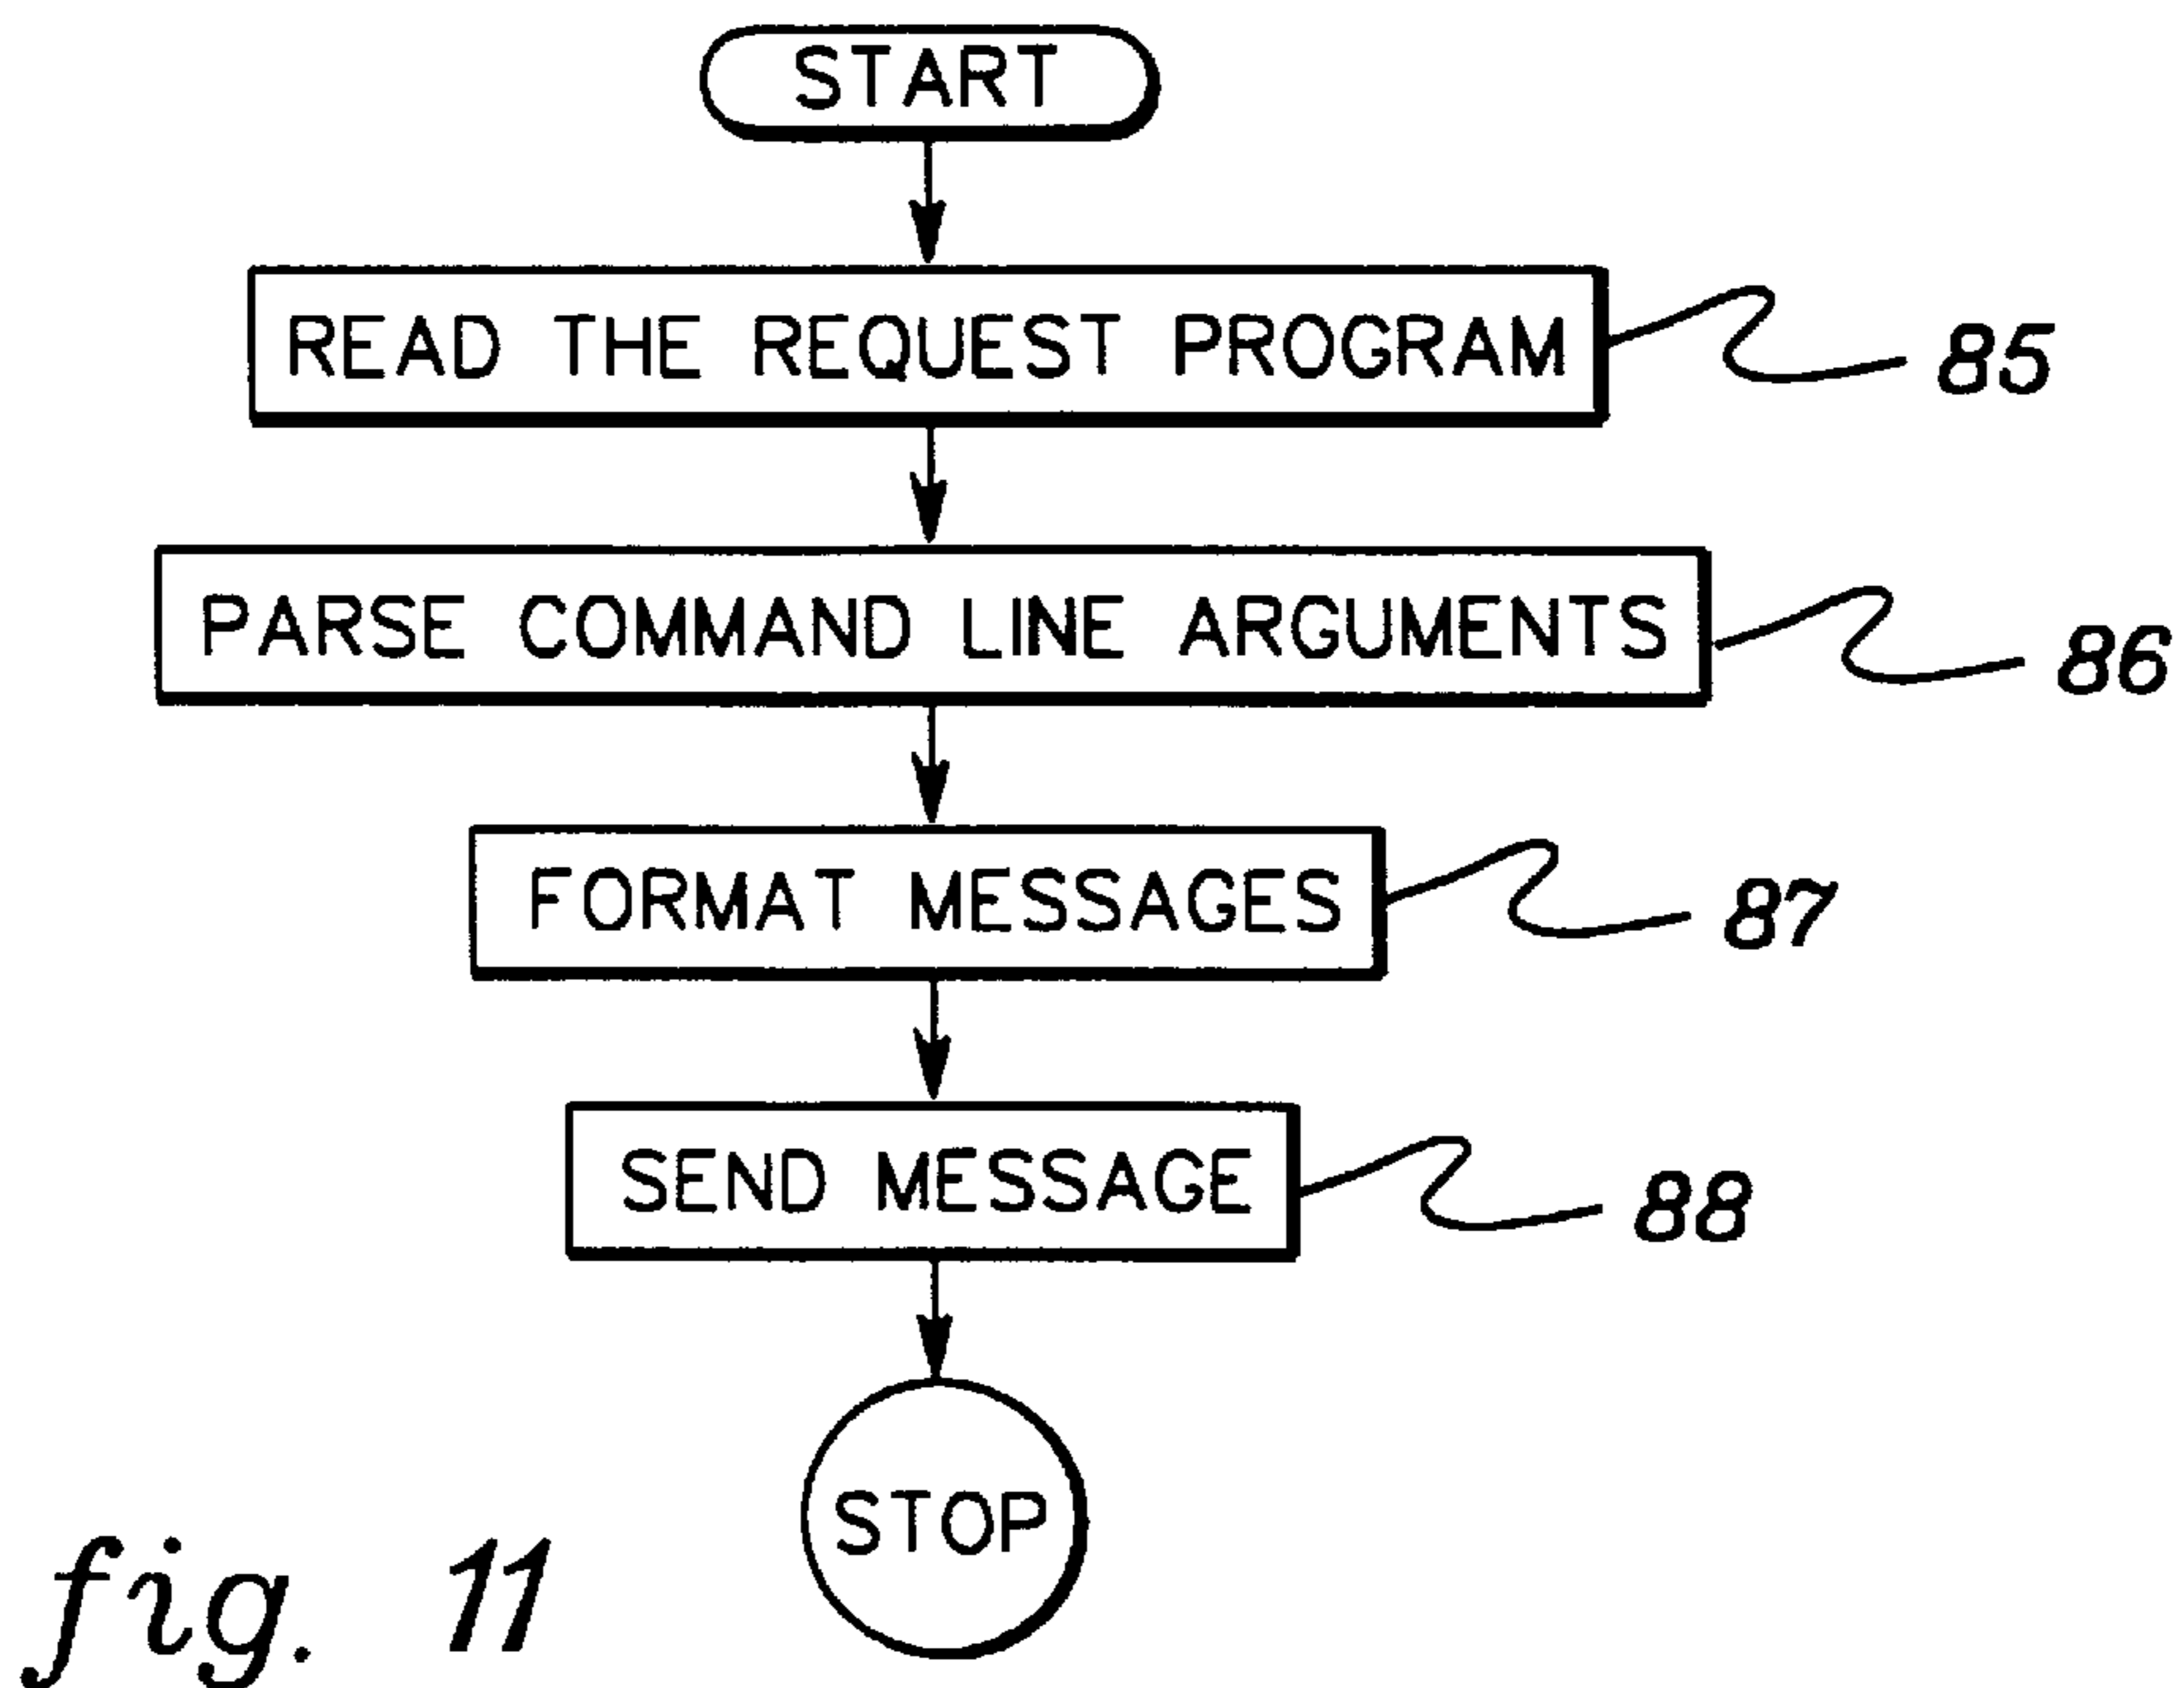 START
READ THE REQUEST PROGRAM
85
PARSE COMMAND LINE ARGUMENTS
86
FORMAT MESSAGES
87
SEND MESSAGE
88
STOP
fig. 11